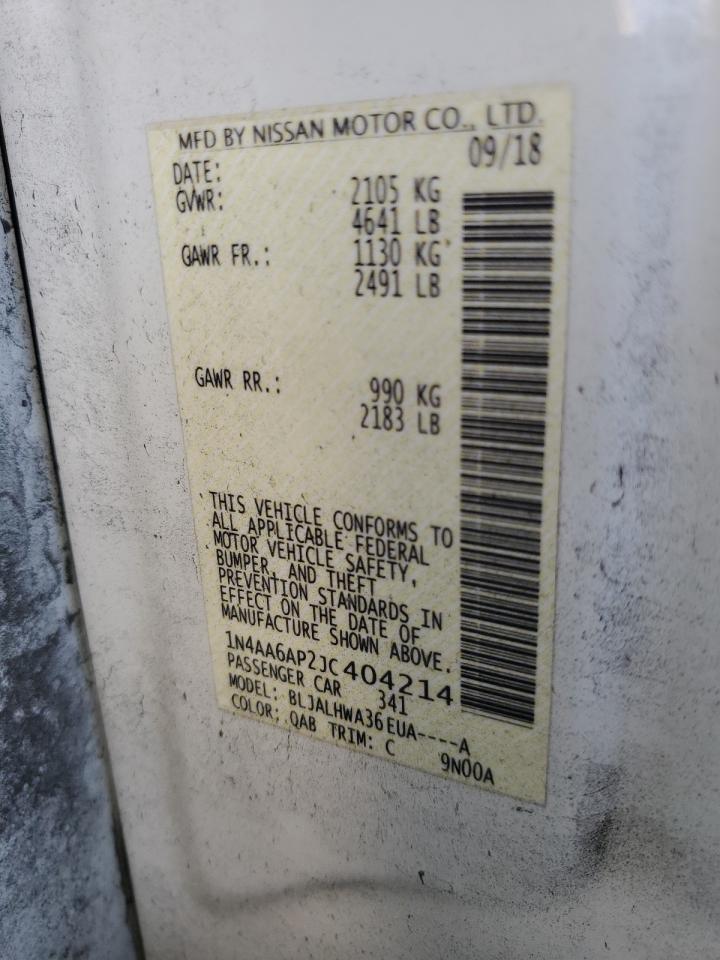 MFD BY NISSAN MOTOR CO., LTD.
DATE: 09/18
GVWR: 2105 KG
4641 LB
GAWR FR.: 1130 KG
2491 LB
GAWR RR.: 990 KG
2183 LB
THIS VEHICLE CONFORMS TO
ALL APPLICABLE FEDERAL
MOTOR VEHICLE SAFETY,
BUMPER, AND THEFT
PREVENTION STANDARDS IN
EFFECT ON THE DATE OF
MANUFACTURE SHOWN ABOVE.
1N4AA6AP2JC404214
PASSENGER CAR 341
MODEL: BLJALHWA36EUA----A
COLOR: QAB TRIM: C 9N00A